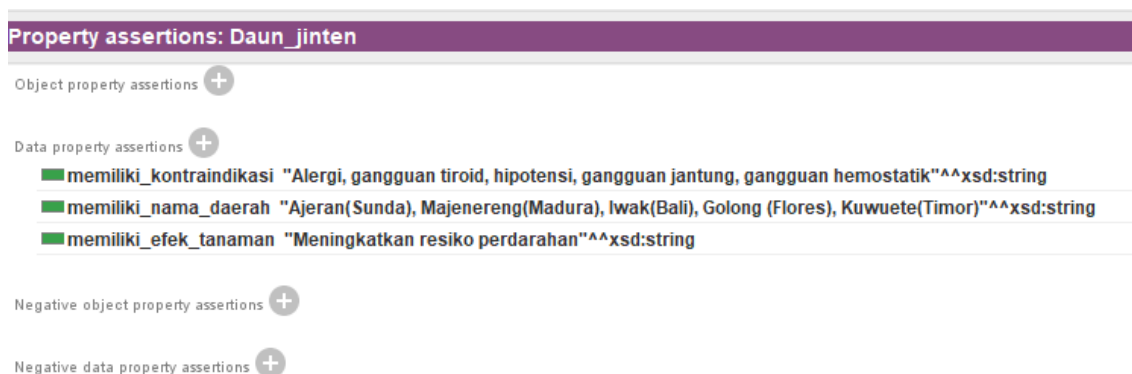 Property assertions: Daun_jinten
Object property assertions
Data property assertions
memiliki_kontraindikasi "Alergi, gangguan tiroid, hipotensi, gangguan jantung, gangguan hemostatik"^^xsd:string
memiliki_nama_daerah "Ajeran(Sunda), Majenereng(Madura), Iwak(Bali), Golong (Flores), Kuwuete(Timor)"^^xsd:string
memiliki_efek_tanaman "Meningkatkan resiko perdarahan"^^xsd:string
Negative object property assertions
Negative data property assertions